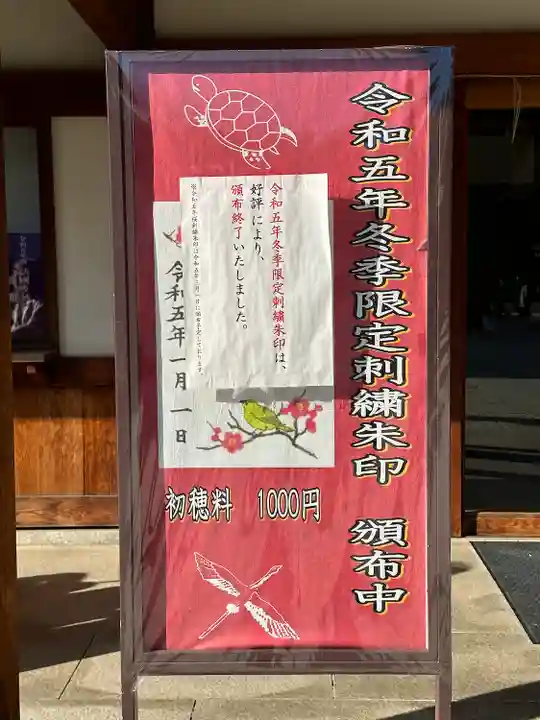 令和五年冬季限定刺繍朱印　頒布中
令和五年冬季限定刺繍朱印は、
好評により、
頒布終了いたしました。
令和五年一月一日
初穂料　1000円